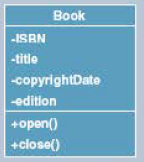 Book
-ISBN
-title
-copyrightDate
-edition
+open()
+close()